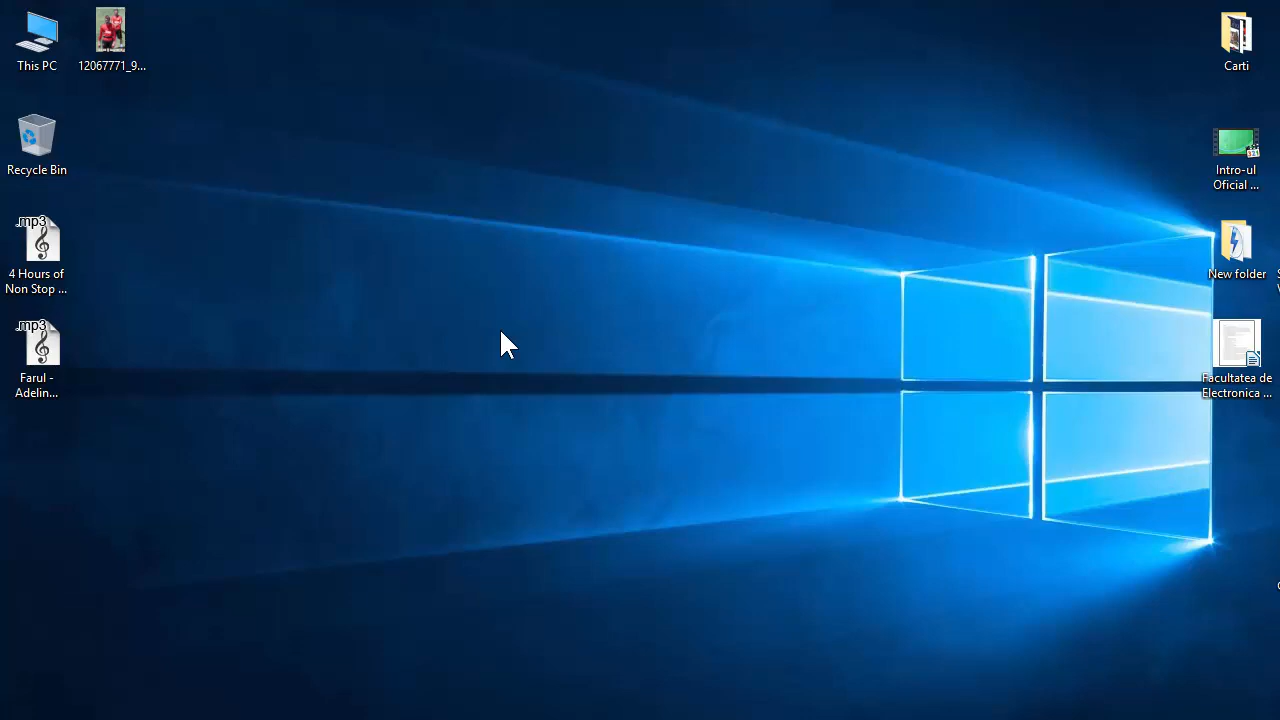 This PC
12067771_9...
Recycle Bin
.mp3
4 Hours of
Non Stop ...
.mp3
Farul -
Adelin...
Carti
321
Intro-ul
Oficial ...
New folder
Facultatea de
Electronica ...